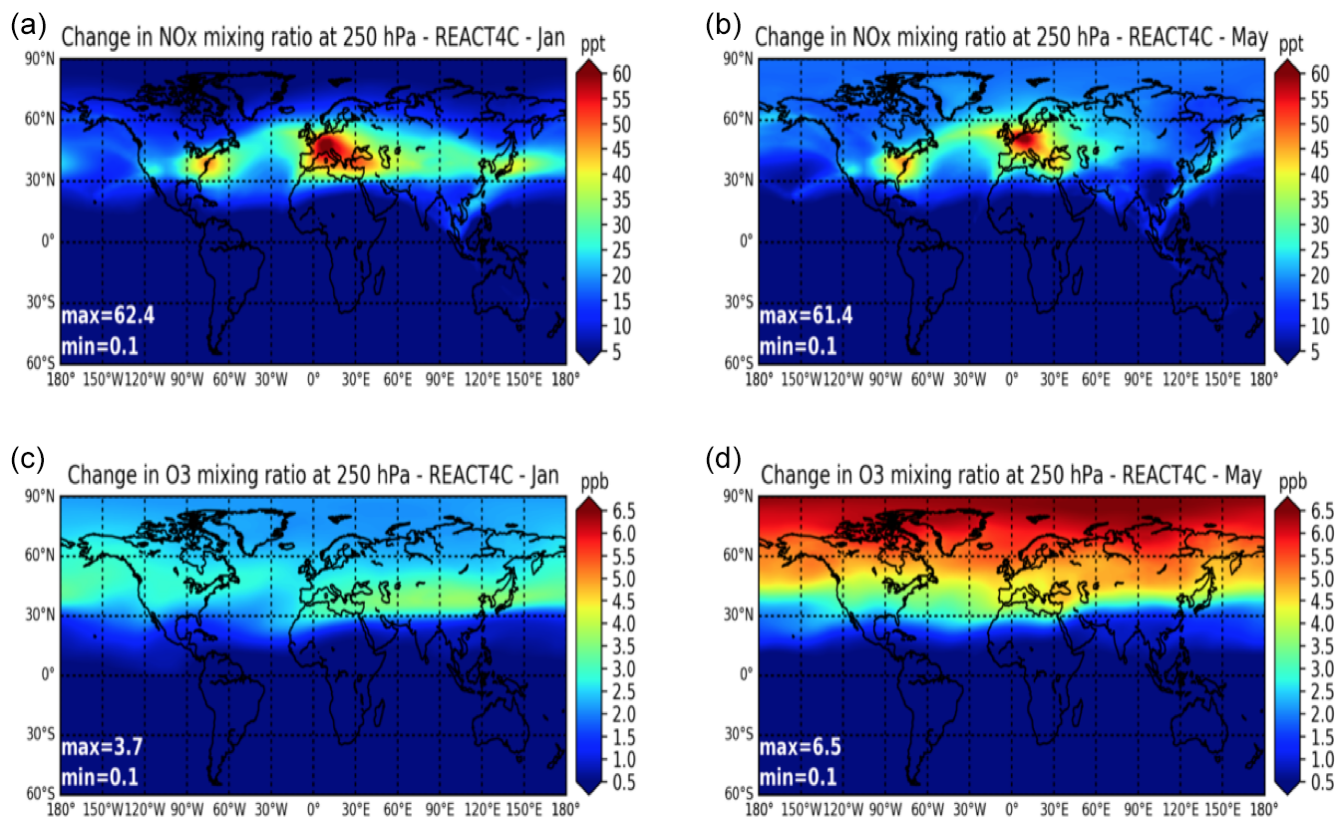 (a)
Change in NOx mixing ratio at 250 hPa - REACT4C - Jan
ppt
90°N
60°N
30°N
0°
30°S
60°S
max=62.4
min=0.1
180° 150°W 120°W 90°W 60°W 30°W 0° 30°E 60°E 90°E 120°E 150°E 180°
60
55
50
45
40
35
30
25
20
15
10
5
(b)
Change in NOx mixing ratio at 250 hPa - REACT4C - May
ppt
90°N
60°N
30°N
0°
30°S
60°S
max=61.4
min=0.1
180° 150°W 120°W 90°W 60°W 30°W 0° 30°E 60°E 90°E 120°E 150°E 180°
60
55
50
45
40
35
30
25
20
15
10
5
(c)
Change in O3 mixing ratio at 250 hPa - REACT4C - Jan
ppb
90°N
60°N
30°N
0°
30°S
60°S
max=3.7
min=0.1
180° 150°W 120°W 90°W 60°W 30°W 0° 30°E 60°E 90°E 120°E 150°E 180°
6.5
6.0
5.5
5.0
4.5
4.0
3.5
3.0
2.5
2.0
1.5
1.0
0.5
(d)
Change in O3 mixing ratio at 250 hPa - REACT4C - May
ppb
90°N
60°N
30°N
0°
30°S
60°S
max=6.5
min=0.1
180° 150°W 120°W 90°W 60°W 30°W 0° 30°E 60°E 90°E 120°E 150°E 180°
6.5
6.0
5.5
5.0
4.5
4.0
3.5
3.0
2.5
2.0
1.5
1.0
0.5